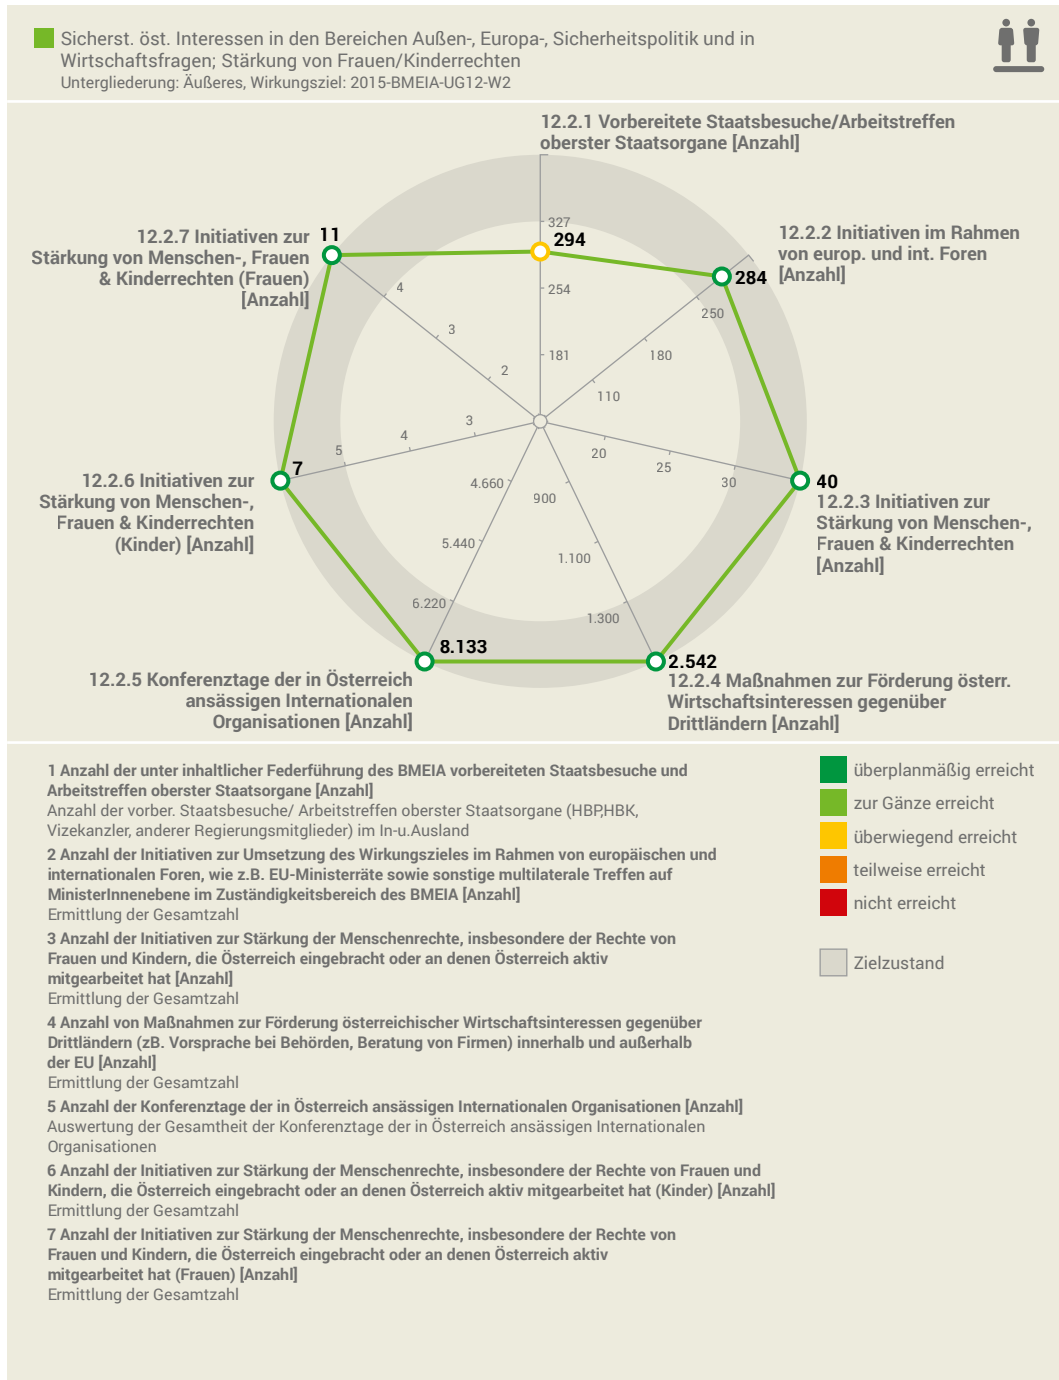 Sicherst. öst. Interessen in den Bereichen Außen-, Europa-, Sicherheitspolitik und in
Wirtschaftsfragen; Stärkung von Frauen/Kinderrechten
Untergliederung: Äußeres, Wirkungsziel: 2015-BMEIA-UG12-W2
12.2.1 Vorbereitete Staatsbesuche/Arbeitstreffen
oberster Staatsorgane [Anzahl]
327
294
254
181
12.2.2 Initiativen im Rahmen
von europ. und int. Foren
[Anzahl]
284
250
180
110
20
25
30
40
12.2.3 Initiativen zur
Stärkung von Menschen-,
Frauen & Kinderrechten
[Anzahl]
900
1.100
1.300
2.542
12.2.4 Maßnahmen zur Förderung österr.
Wirtschaftsinteressen gegenüber
Drittländern [Anzahl]
4.660
5.440
6.220
8.133
12.2.5 Konferenztage der in Österreich
ansässigen Internationalen
Organisationen [Anzahl]
3
4
5
7
12.2.6 Initiativen zur
Stärkung von Menschen-,
Frauen & Kinderrechten
(Kinder) [Anzahl]
2
3
4
11
12.2.7 Initiativen zur
Stärkung von Menschen-, Frauen
& Kinderrechten (Frauen)
[Anzahl]
1 Anzahl der unter inhaltlicher Federführung des BMEIA vorbereiteten Staatsbesuche und
Arbeitstreffen oberster Staatsorgane [Anzahl]
Anzahl der vorber. Staatsbesuche/ Arbeitstreffen oberster Staatsorgane (HBP,HBK,
Vizekanzler, anderer Regierungsmitglieder) im In-u.Ausland
2 Anzahl der Initiativen zur Umsetzung des Wirkungszieles im Rahmen von europäischen und
internationalen Foren, wie z.B. EU-Ministerräte sowie sonstige multilaterale Treffen auf
MinisterInnenebene im Zuständigkeitsbereich des BMEIA [Anzahl]
Ermittlung der Gesamtzahl
3 Anzahl der Initiativen zur Stärkung der Menschenrechte, insbesondere der Rechte von
Frauen und Kindern, die Österreich eingebracht oder an denen Österreich aktiv
mitgearbeitet hat [Anzahl]
Ermittlung der Gesamtzahl
4 Anzahl von Maßnahmen zur Förderung österreichischer Wirtschaftsinteressen gegenüber
Drittländern (zB. Vorsprache bei Behörden, Beratung von Firmen) innerhalb und außerhalb
der EU [Anzahl]
Ermittlung der Gesamtzahl
5 Anzahl der Konferenztage der in Österreich ansässigen Internationalen Organisationen [Anzahl]
Auswertung der Gesamtheit der Konferenztage der in Österreich ansässigen Internationalen
Organisationen
6 Anzahl der Initiativen zur Stärkung der Menschenrechte, insbesondere der Rechte von Frauen und
Kindern, die Österreich eingebracht oder an denen Österreich aktiv mitgearbeitet hat (Kinder) [Anzahl]
Ermittlung der Gesamtzahl
7 Anzahl der Initiativen zur Stärkung der Menschenrechte, insbesondere der Rechte von
Frauen und Kindern, die Österreich eingebracht oder an denen Österreich aktiv
mitgearbeitet hat (Frauen) [Anzahl]
Ermittlung der Gesamtzahl
überplanmäßig erreicht
zur Gänze erreicht
überwiegend erreicht
teilweise erreicht
nicht erreicht
Zielzustand